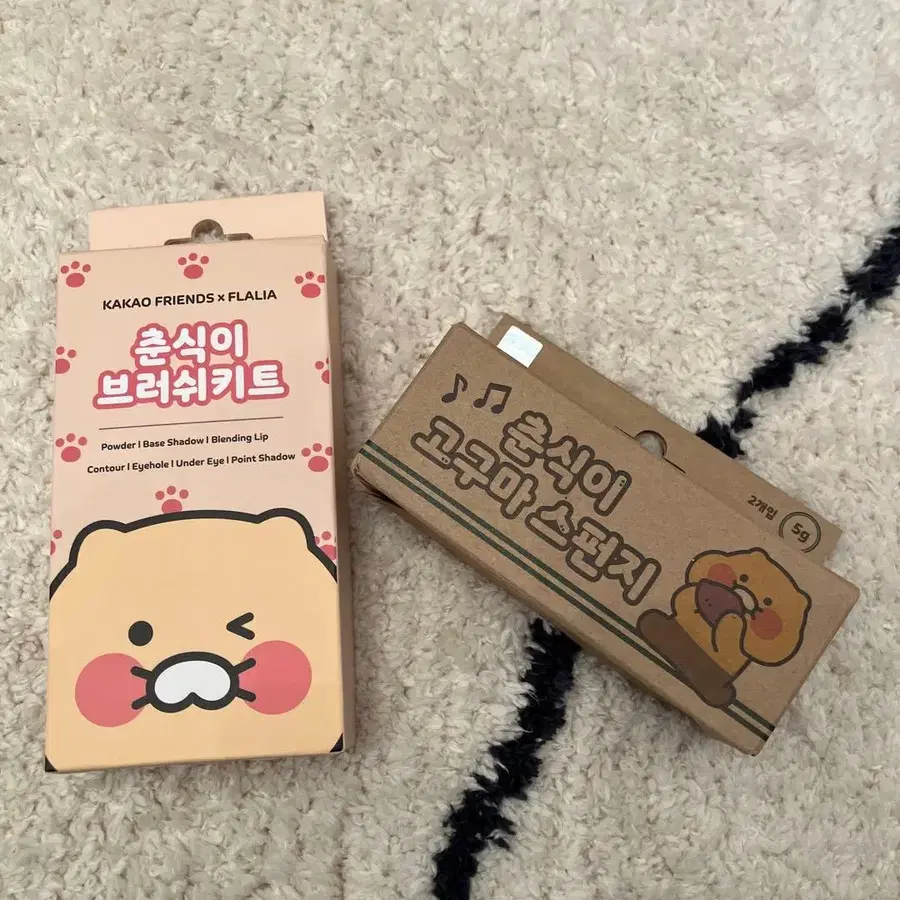 KAKAO FRIENDS x FLALIA
춘식이
브러쉬키트
Powder | Base Shadow | Blending Lip
Contour | Eyehole | Under Eye | Point Shadow
춘식이
고구마 스펀지
2개입 5g